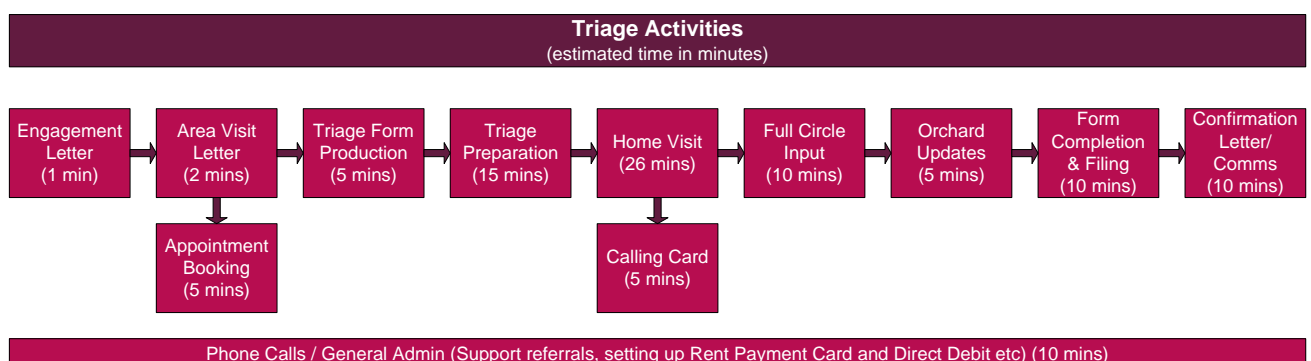 Triage Activities
(estimated time in minutes)
Engagement
Letter
(1 min)
Area Visit
Letter
(2 mins)
Triage Form
Production
(5 mins)
Triage
Preparation
(15 mins)
Home Visit
(26 mins)
Full Circle
Input
(10 mins)
Orchard
Updates
(5 mins)
Form
Completion
& Filing
(10 mins)
Confirmation
Letter/
Comms
(10 mins)
Appointment
Booking
(5 mins)
Calling Card
(5 mins)
Phone Calls / General Admin (Support referrals, setting up Rent Payment Card and Direct Debit etc) (10 mins)